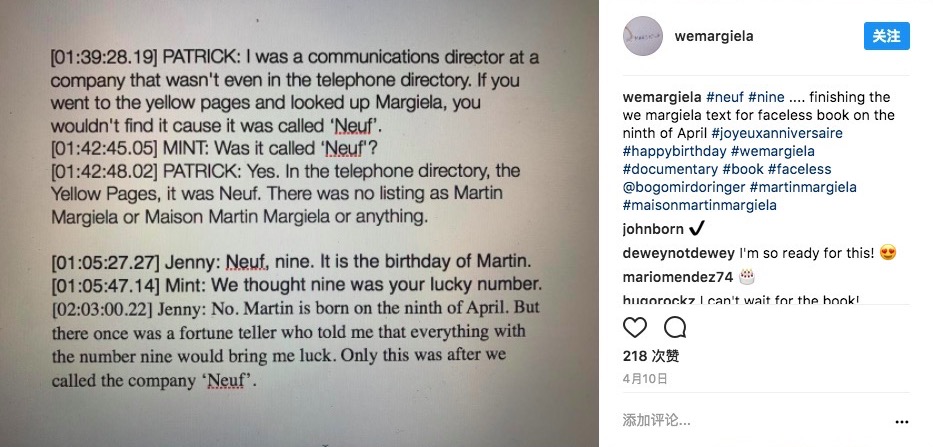 [01:39:28.19] PATRICK: I was a communications director at a
company that wasn't even in the telephone directory. If you
went to the yellow pages and looked up Margiela, you
wouldn't find it cause it was called ‘Neuf’.
[01:42:45.05] MINT: Was it called ‘Neuf’?
[01:42:48.02] PATRICK: Yes. In the telephone directory, the
Yellow Pages, it was Neuf. There was no listing as Martin
Margiela or Maison Martin Margiela or anything.
[01:05:27.27] Jenny: Neuf, nine. It is the birthday of Martin.
[01:05:47.14] Mint: We thought nine was your lucky number.
[02:03:00.22] Jenny: No. Martin is born on the ninth of April. But
there once was a fortune teller who told me that everything with
the number nine would bring me luck. Only this was after we
called the company ‘Neuf’.
wemargiela
关注
wemargiela #neuf #nine .... finishing the
we margiela text for faceless book on the
ninth of April #joyeuxanniversaire
#happybirthday #wemargiela
#documentary #book #faceless
@bogomirdoringer #martinmargiela
#maisonmartinmargiela
johnborn ✔
deweynotdewey I'm so ready for this! 😍
mariomendez74 🎂
hugorockz I can't wait for the book!
218 次赞
4月10日
添加评论...